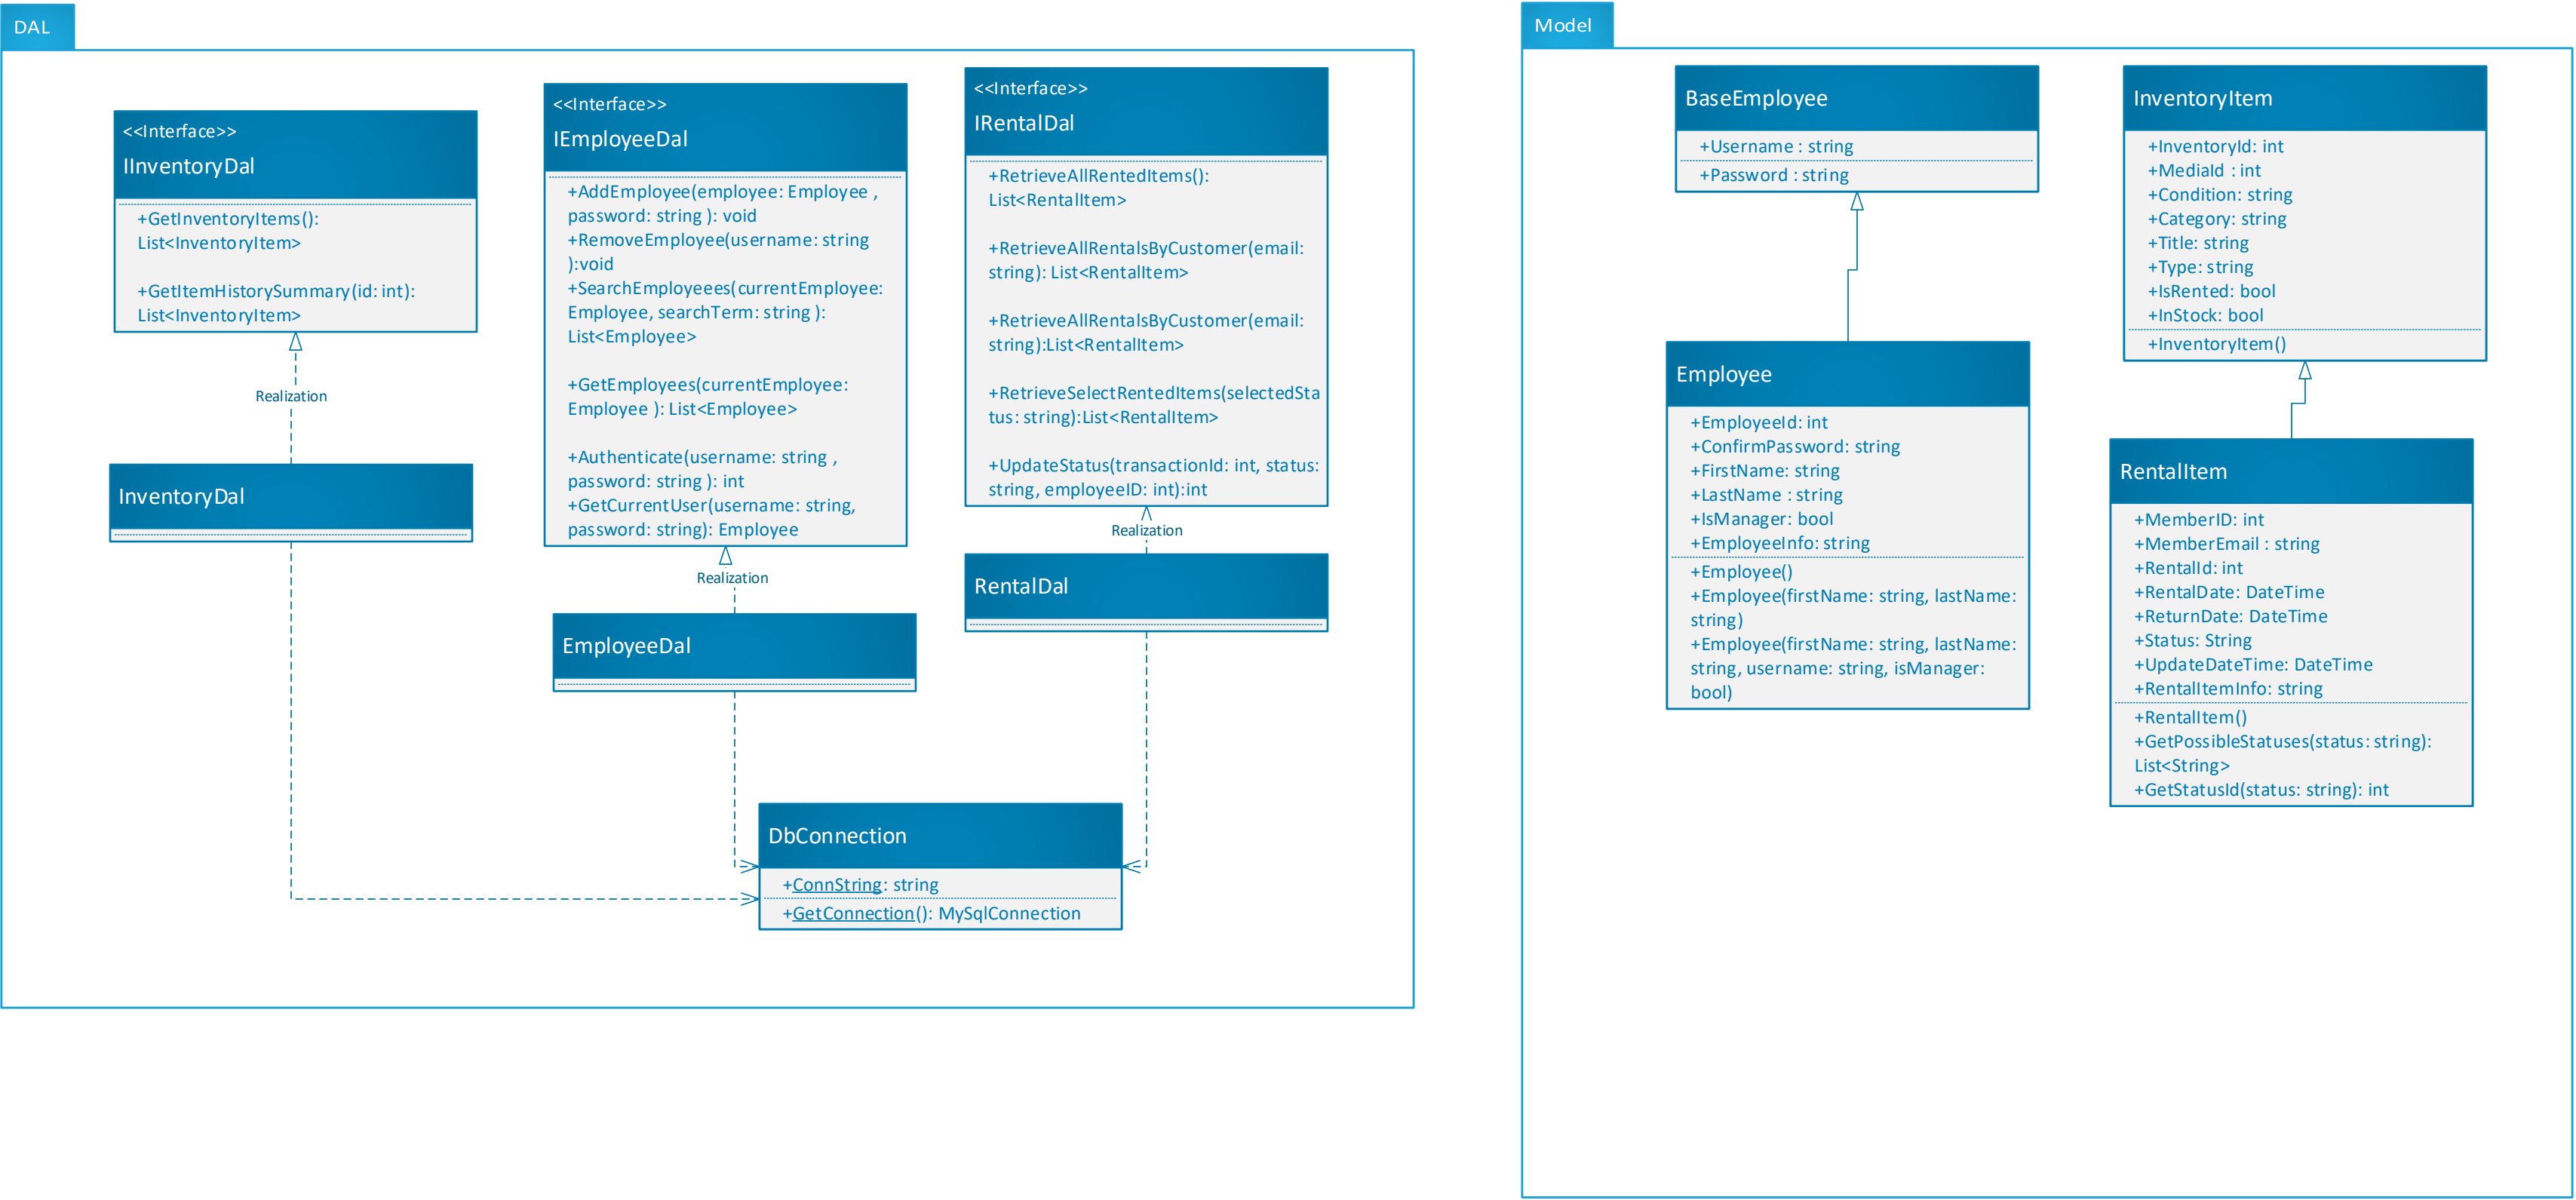 DAL
<<Interface>>
IInventoryDal
+GetInventoryItems():
List<InventoryItem>
+GetItemHistorySummary(id: int):
List<InventoryItem>
Realization
InventoryDal
<<Interface>>
IEmployeeDal
+AddEmployee(employee: Employee ,
password: string ): void
+RemoveEmployee(username: string
):void
+SearchEmployeees(currentEmployee:
Employee, searchTerm: string ):
List<Employee>
+GetEmployees(currentEmployee:
Employee ): List<Employee>
+Authenticate(username: string ,
password: string ): int
+GetCurrentUser(username: string,
password: string): Employee
Realization
EmployeeDal
<<Interface>>
IRentalDal
+RetrieveAllRentedItems():
List<RentalItem>
+RetrieveAllRentalsByCustomer(email:
string): List<RentalItem>
+RetrieveAllRentalsByCustomer(email:
string):List<RentalItem>
+RetrieveSelectRentedItems(selectedSta
tus: string):List<RentalItem>
+UpdateStatus(transactionId: int, status:
string, employeeID: int):int
Realization
RentalDal
DbConnection
+ConnString: string
+GetConnection(): MySqlConnection
Model
BaseEmployee
+Username : string
+Password : string
Employee
+EmployeeId: int
+ConfirmPassword: string
+FirstName: string
+LastName : string
+IsManager: bool
+EmployeeInfo: string
+Employee()
+Employee(firstName: string, lastName:
string)
+Employee(firstName: string, lastName:
string, username: string, isManager:
bool)
InventoryItem
+InventoryId: int
+MediaId : int
+Condition: string
+Category: string
+Title: string
+Type: string
+IsRented: bool
+InStock: bool
+InventoryItem()
RentalItem
+MemberID: int
+MemberEmail : string
+RentalId: int
+RentalDate: DateTime
+ReturnDate: DateTime
+Status: String
+UpdateDateTime: DateTime
+RentalItemInfo: string
+RentalItem()
+GetPossibleStatuses(status: string):
List<String>
+GetStatusId(status: string): int